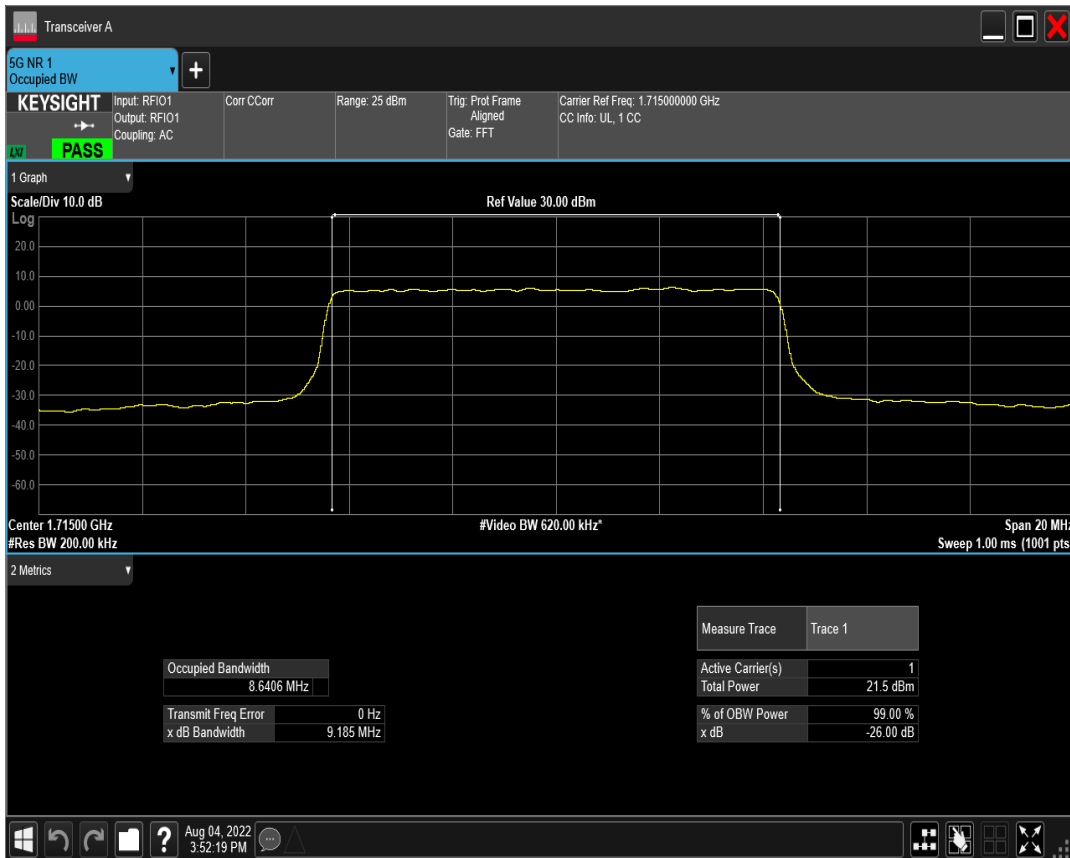 Transceiver A
5G NR 1
Occupied BW
KEYSIGHT
Input: RFIO1
Output: RFIO1
Coupling: AC
Corr CCorr
Range: 25 dBm
Trig: Prot Frame
Aligned
Gate: FFT
Carrier Ref Freq: 1.715000000 GHz
CC Info: UL, 1 CC
LXI
PASS
1 Graph
Scale/Div 10.0 dB
Ref Value 30.00 dBm
Log
20.0
10.0
0.00
-10.0
-20.0
-30.0
-40.0
-50.0
-60.0
Center 1.71500 GHz
#Video BW 620.00 kHz*
Span 20 MHz
#Res BW 200.00 kHz
Sweep 1.00 ms (1001 pts
2 Metrics
Measure Trace Trace 1
Occupied Bandwidth
8.6406 MHz
Active Carrier(s) 1
Total Power 21.5 dBm
Transmit Freq Error 0 Hz
x dB Bandwidth 9.185 MHz
% of OBW Power 99.00 %
x dB -26.00 dB
?
Aug 04, 2022
3:52:19 PM